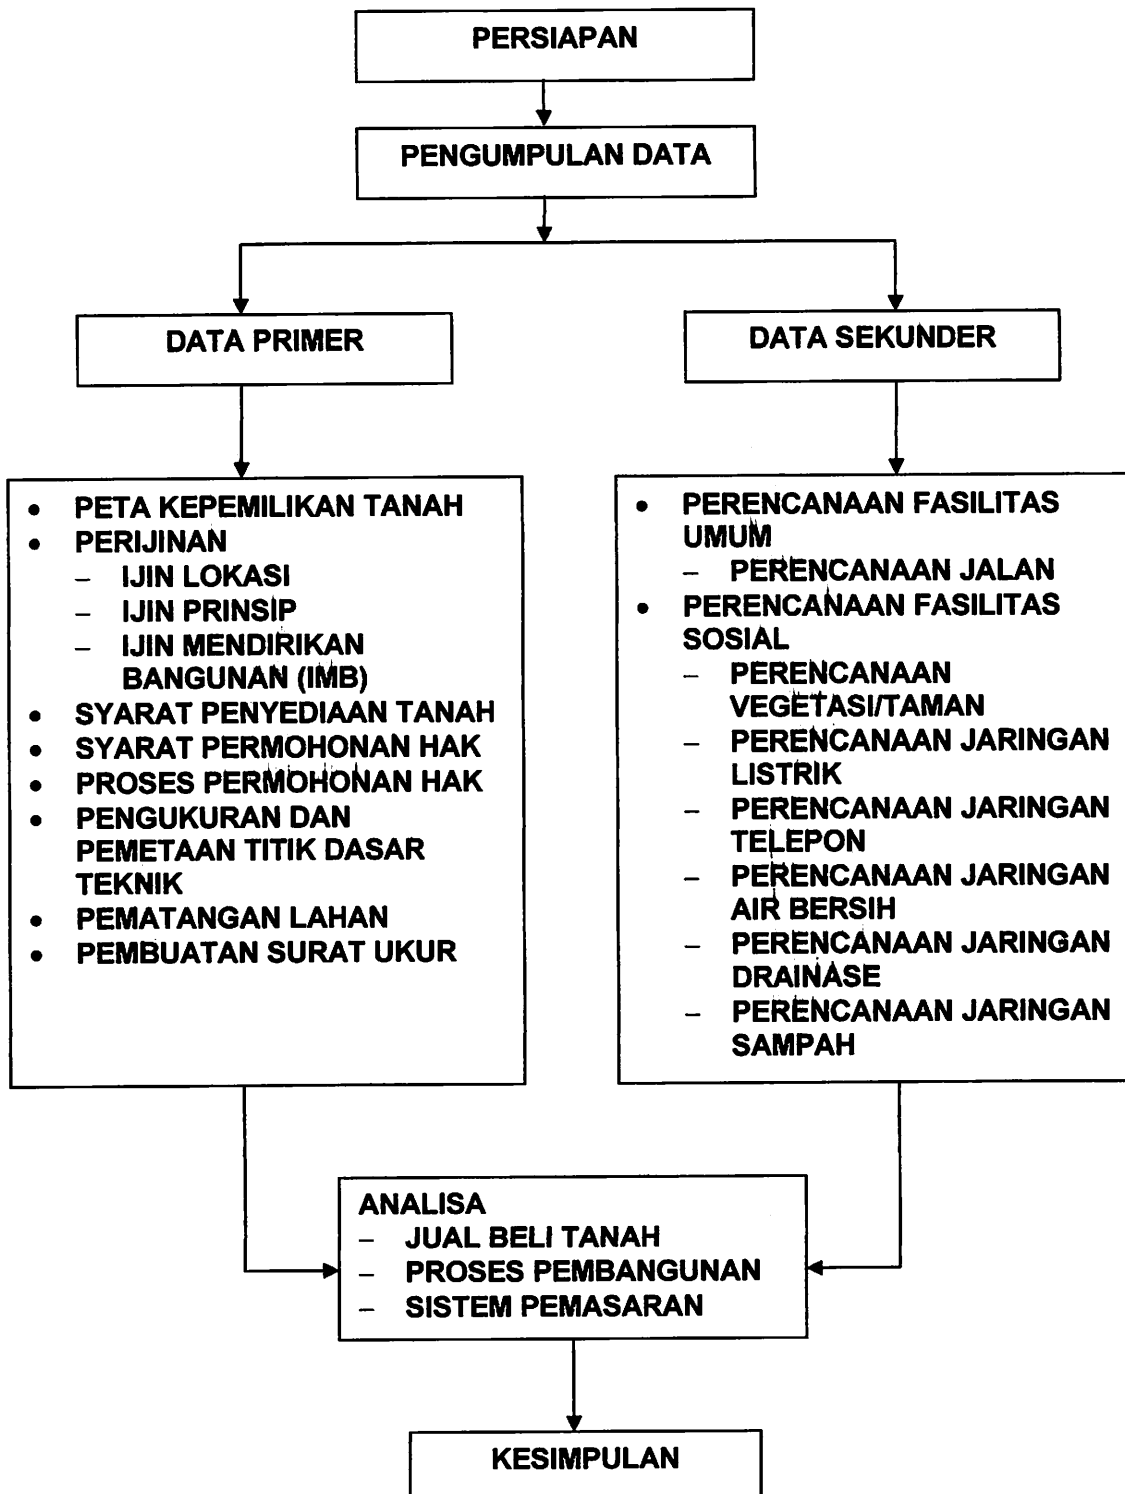 PERSIAPAN
PENGUMPULAN DATA
DATA PRIMER
DATA SEKUNDER
• PETA KEPEMILIKAN TANAH
• PERIJINAN
– IJIN LOKASI
– IJIN PRINSIP
– IJIN MENDIRIKAN
BANGUNAN (IMB)
• SYARAT PENYEDIAAN TANAH
• SYARAT PERMOHONAN HAK
• PROSES PERMOHONAN HAK
• PENGUKURAN DAN
PEMETAAN TITIK DASAR
TEKNIK
• PEMATANGAN LAHAN
• PEMBUATAN SURAT UKUR
• PERENCANAAN FASILITAS
UMUM
– PERENCANAAN JALAN
• PERENCANAAN FASILITAS
SOSIAL
– PERENCANAAN
VEGETASI/TAMAN
– PERENCANAAN JARINGAN
LISTRIK
– PERENCANAAN JARINGAN
TELEPON
– PERENCANAAN JARINGAN
AIR BERSIH
– PERENCANAAN JARINGAN
DRAINASE
– PERENCANAAN JARINGAN
SAMPAH
ANALISA
– JUAL BELI TANAH
– PROSES PEMBANGUNAN
– SISTEM PEMASARAN
KESIMPULAN